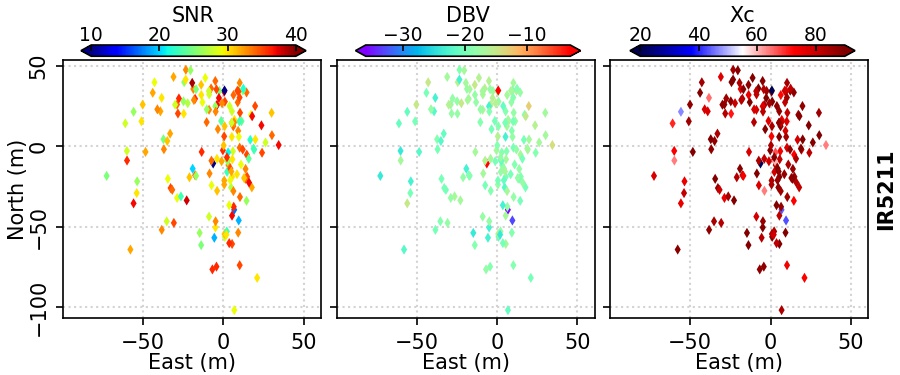 SNR DBV Xc
10 20 30 40 −30 −20 −10 20 40 60 80
50
0
−50
−100
North (m)
−50 0 50 −50 0 50 −50 0 50
East (m) East (m) East (m)
IR5211